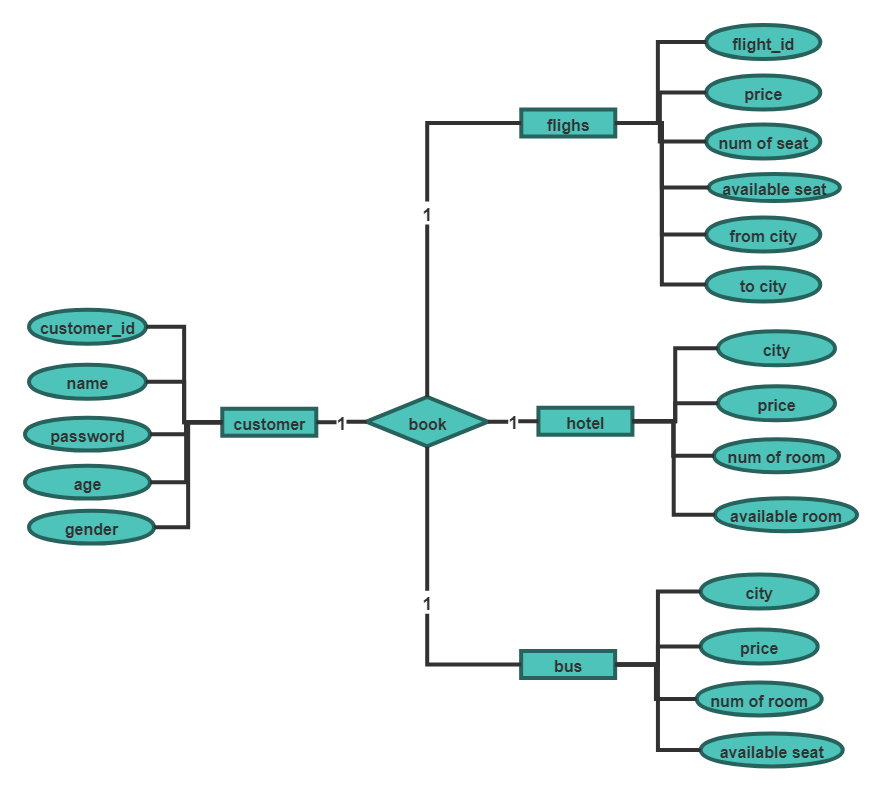 customer_id
name
password
age
gender
customer
1
book
1
1
1
flighs
flight_id
price
num of seat
available seat
from city
to city
hotel
city
price
num of room
available room
bus
city
price
num of room
available seat